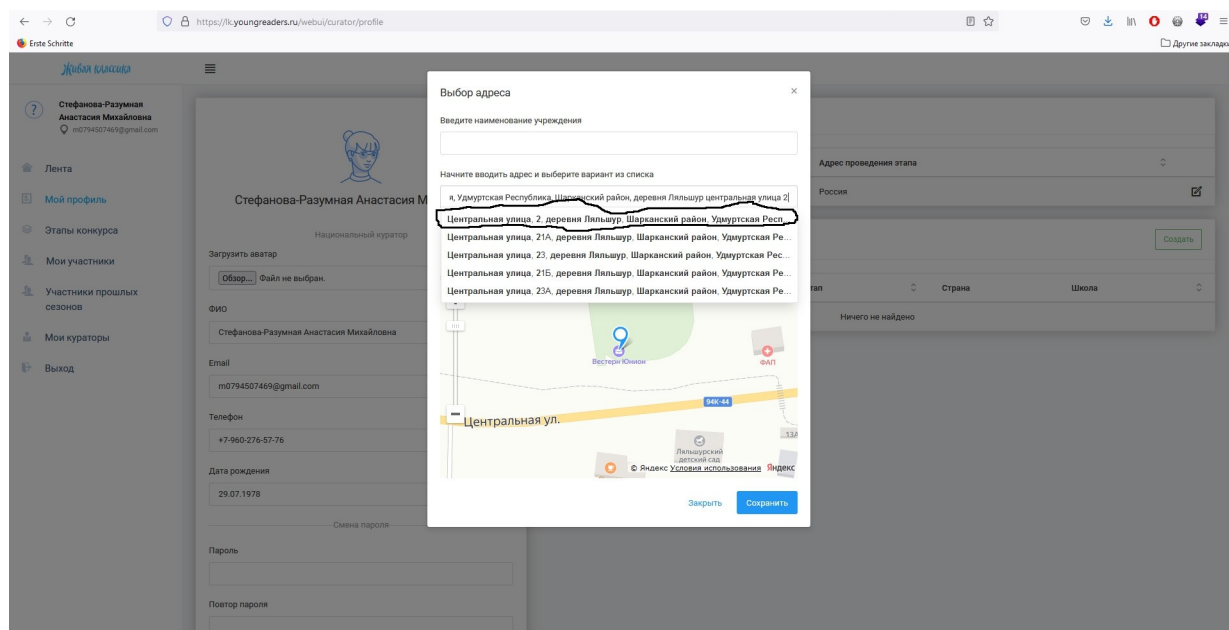 https://lk.youngreaders.ru/webui/curator/profile
14
Erste Schritte
Другие закладки
Живая классика
Стефанова-Разумная
Анастасия Михайловна
m0794507469@gmail.com
Лента
Мой профиль
Этапы конкурса
Мои участники
Участники прошлых
сезонов
Мои кураторы
Выход
Стефанова-Разумная Анастасия М
Национальный куратор
Загрузить аватар
Обзор... Файл не выбран.
ФИО
Стефанова-Разумная Анастасия Михайловна
Email
m0794507469@gmail.com
Телефон
+7-960-276-57-76
Дата рождения
29.07.1978
Смена пароля
Пароль
Повтор пароля
Выбор адреса
×
Введите наименование учреждения
Начните вводить адрес и выберите вариант из списка
я, Удмуртская Республика, Шарканский район, деревня Ляльшур центральная улица 2
Центральная улица, 2, деревня Ляльшур, Шарканский район, Удмуртская Респ...
Центральная улица, 21А, деревня Ляльшур, Шарканский район, Удмуртская Ре...
Центральная улица, 23, деревня Ляльшур, Шарканский район, Удмуртская Рес...
Центральная улица, 21Б, деревня Ляльшур, Шарканский район, Удмуртская Ре...
Центральная улица, 23А, деревня Ляльшур, Шарканский район, Удмуртская Ре...
Вестерн Юнион
ФАП
94К-44
Центральная ул.
13А
Ляльшурский
детский сад
© Яндекс Условия использования Яндекс
Закрыть
Сохранить
Адрес проведения этапа
Россия
Создать
тап
Страна
Школа
Ничего не найдено